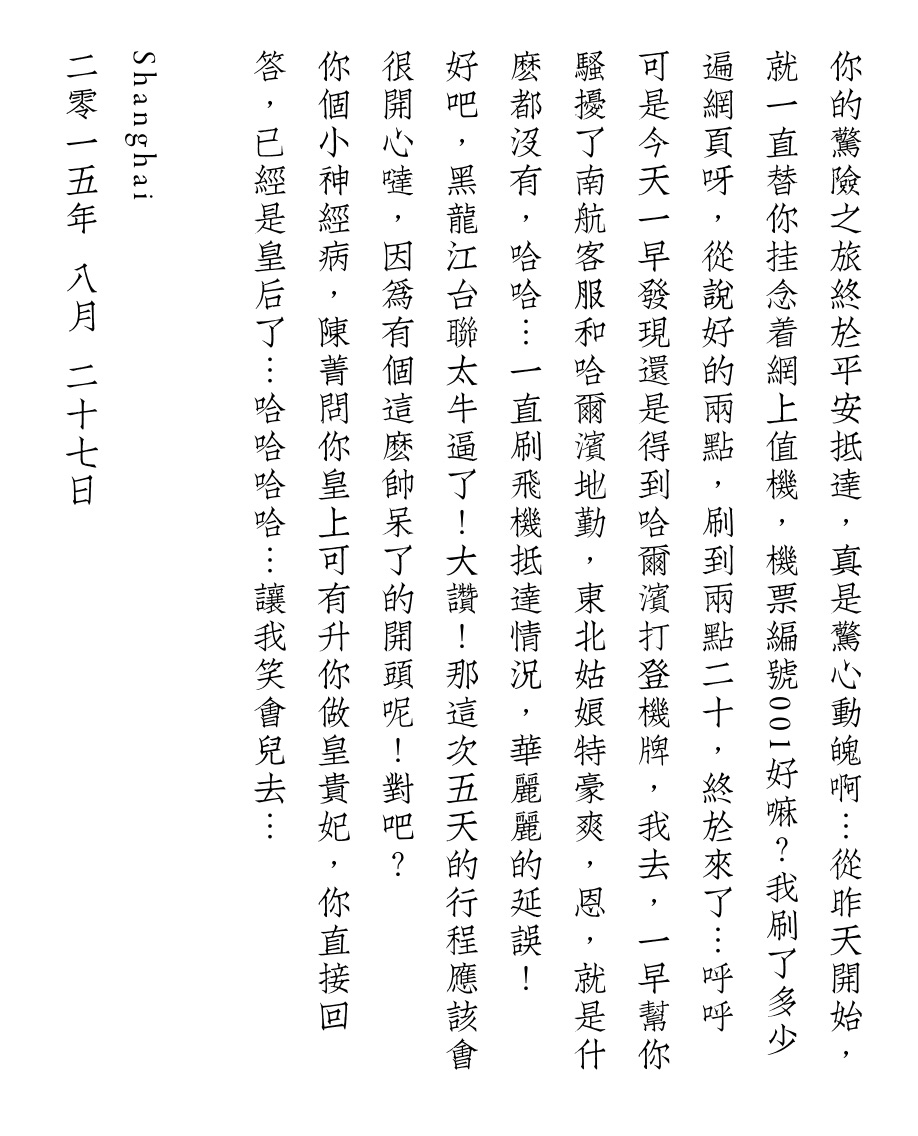 你的驚險之旅終於平安抵達，真是驚心動魄啊…從昨天開始，
就一直替你挂念着網上值機，機票編號001好嘛？我刷了多少
遍網頁呀，從說好的兩點，刷到兩點二十，終於來了…呼呼
可是今天一早發現還是得到哈爾濱打登機牌，我去，一早幫你
騷擾了南航客服和哈爾濱地勤，東北姑娘特豪爽，恩，就是什
麽都沒有，哈哈…一直刷飛機抵達情況，華麗麗的延誤！
好吧，黑龍江台聯太牛逼了！大讚！那這次五天的行程應該會
很開心噠，因爲有個這麽帥呆了的開頭呢！對吧？
你個小神經病，陳菁問你皇上可有升你做皇貴妃，你直接回
答，已經是皇后了…哈哈哈哈…讓我笑會兒去…
Shanghai
二零一五年 八月 二十七日